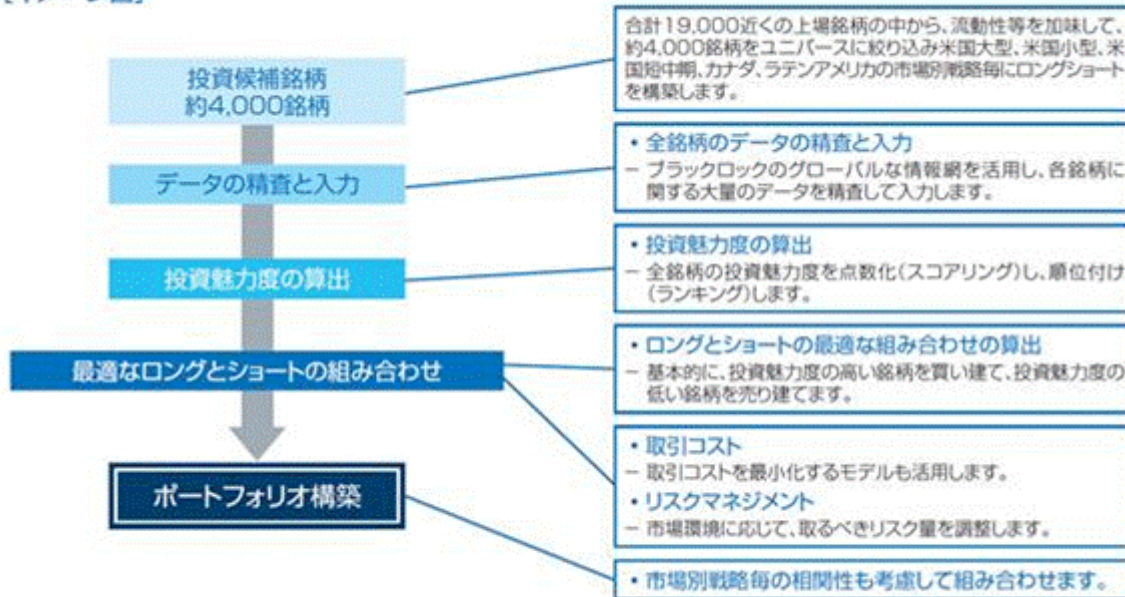 投資候補銘柄
約4,000銘柄
データの精査と入力
投資魅力度の算出
最適なロングとショートの組み合わせ
ポートフォリオ構築
合計19,000近くの上場銘柄の中から、流動性等を加味して、
約4,000銘柄をユニバースに絞り込み米国大型、米国小型、米
国短中期、カナダ、ラテンアメリカの市場別戦略毎にロングショート
を構築します。
・全銘柄のデータの精査と入力
− ブラックロックのグローバルな情報網を活用し、各銘柄に
関する大量のデータを精査して入力します。
・投資魅力度の算出
− 全銘柄の投資魅力度を点数化(スコアリング)し、順位付け
(ランキング)します。
・ロングとショートの最適な組み合わせの算出
− 基本的に、投資魅力度の高い銘柄を買い建て、投資魅力度の
低い銘柄を売り建てます。
・取引コスト
− 取引コストを最小化するモデルも活用します。
・リスクマネジメント
− 市場環境に応じて、取るべきリスク量を調整します。
・市場別戦略毎の相関性も考慮して組み合わせます。